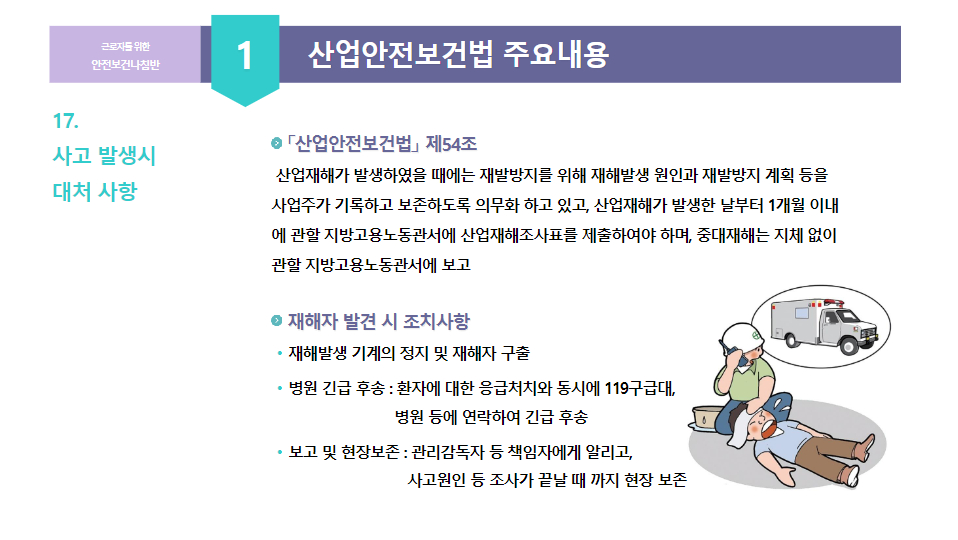 근로자를 위한
안전보건나침반
1
산업안전보건법 주요내용
17.
사고 발생시
대처 사항
「산업안전보건법」 제54조
산업재해가 발생하였을 때에는 재발방지를 위해 재해발생 원인과 재발방지 계획 등을
사업주가 기록하고 보존하도록 의무화 하고 있고, 산업재해가 발생한 날부터 1개월 이내
에 관할 지방고용노동관서에 산업재해조사표를 제출하여야 하며, 중대재해는 지체 없이
관할 지방고용노동관서에 보고
재해자 발견 시 조치사항
• 재해발생 기계의 정지 및 재해자 구출
• 병원 긴급 후송 : 환자에 대한 응급처치와 동시에 119구급대,
병원 등에 연락하여 긴급 후송
• 보고 및 현장보존 : 관리감독자 등 책임자에게 알리고,
사고원인 등 조사가 끝날 때 까지 현장 보존